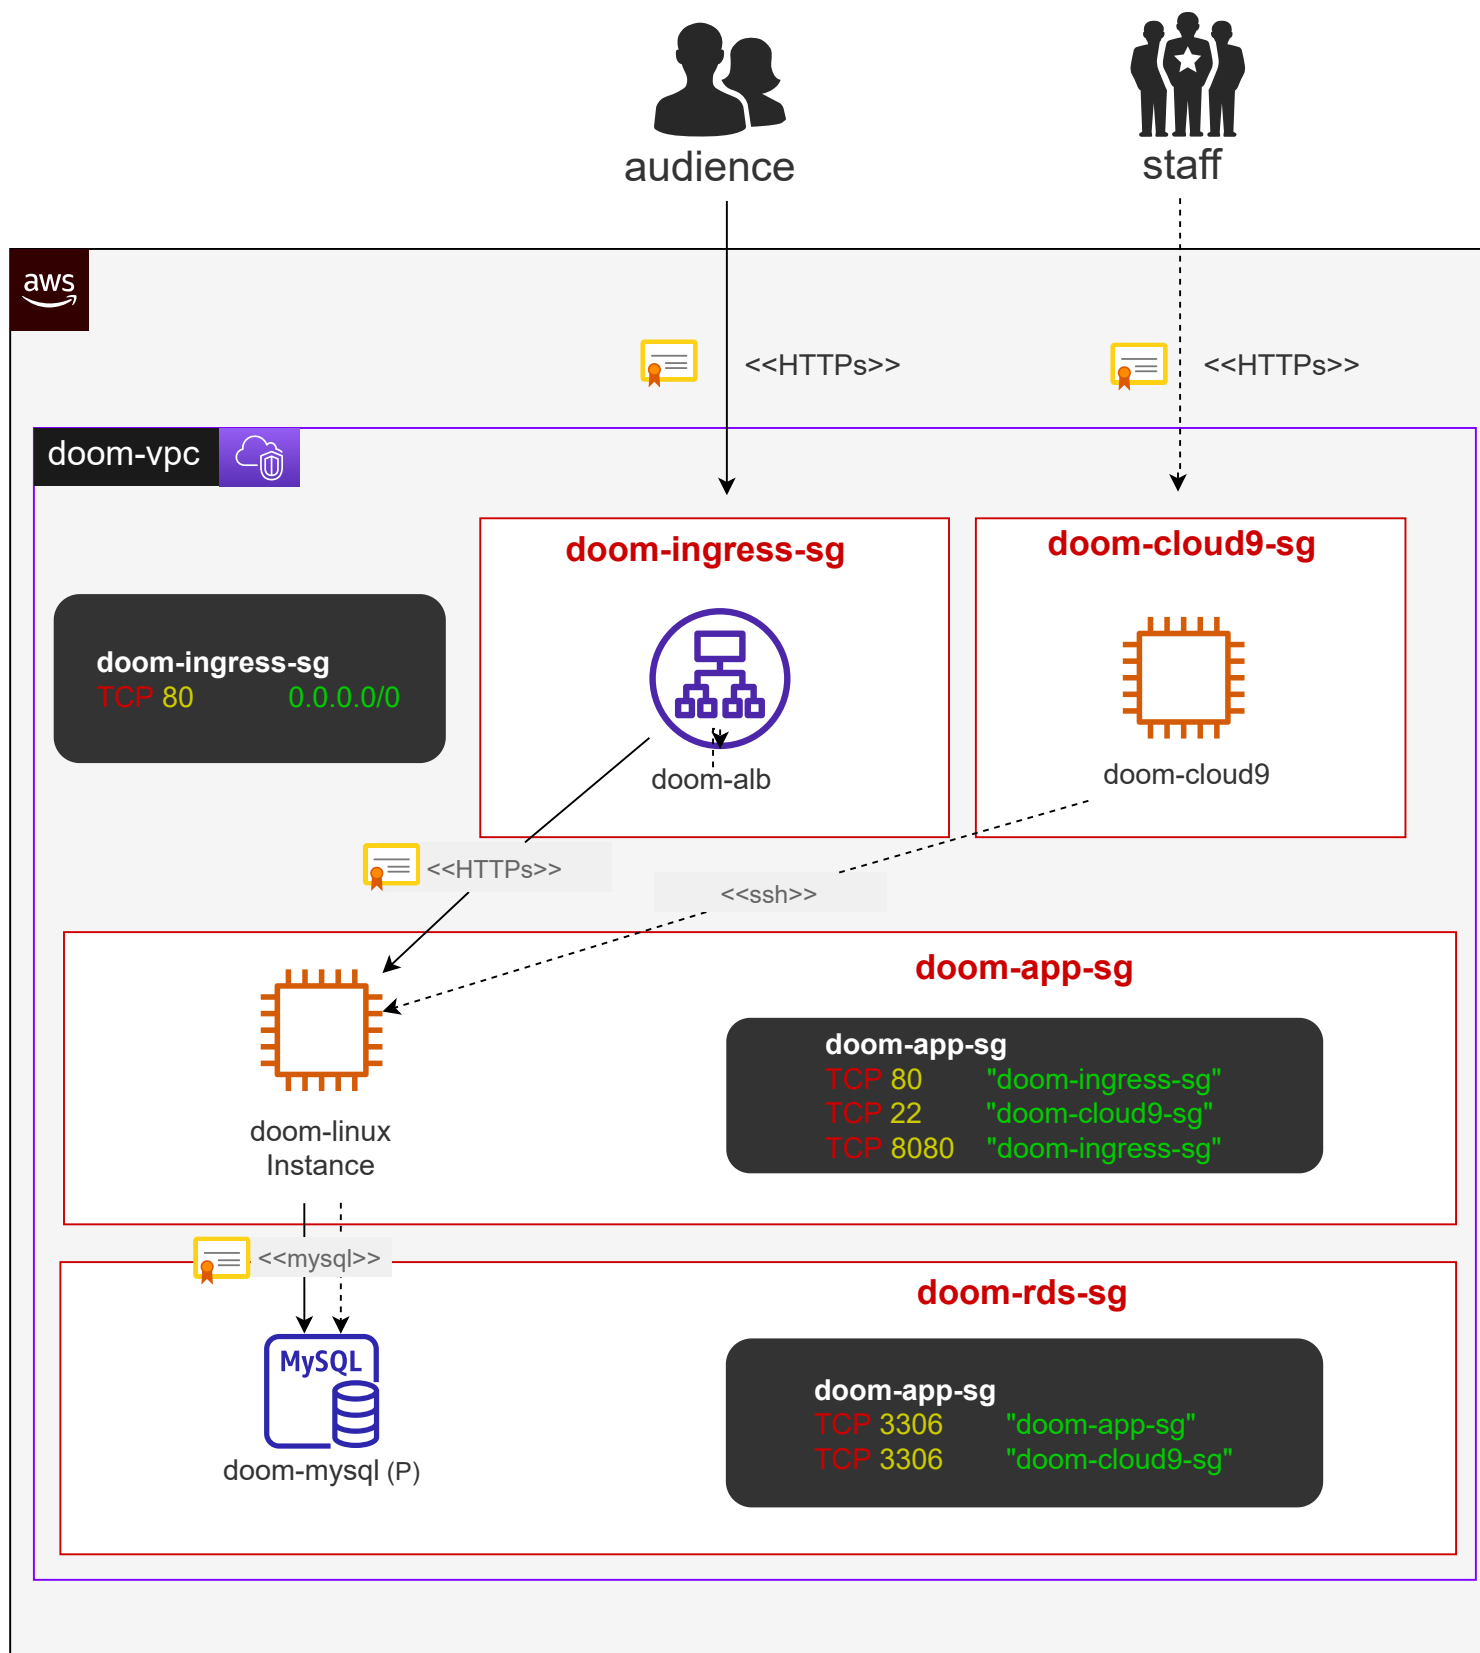 audience
staff
aws
<<HTTPs>>
<<HTTPs>>
doom-vpc
doom-ingress-sg
doom-cloud9-sg
doom-ingress-sg
TCP 80 0.0.0.0/0
doom-alb
doom-cloud9
<<HTTPs>>
<<ssh>>
doom-app-sg
doom-app-sg
TCP 80 "doom-ingress-sg"
TCP 22 "doom-cloud9-sg"
TCP 8080 "doom-ingress-sg"
doom-linux
Instance
<<mysql>>
doom-rds-sg
MySQL
doom-app-sg
TCP 3306 "doom-app-sg"
TCP 3306 "doom-cloud9-sg"
doom-mysql (P)